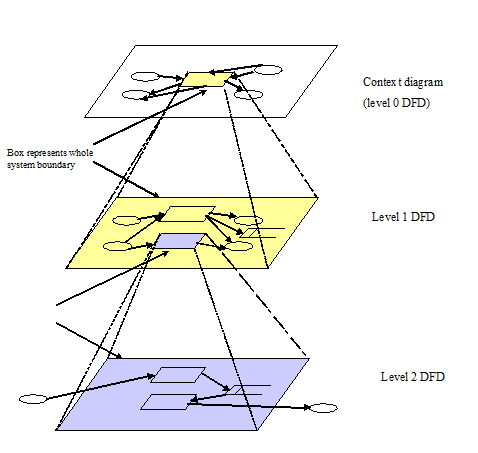 Context diagram
(level 0 DFD)
Box represents whole
system boundary
Level 1 DFD
Level 2 DFD